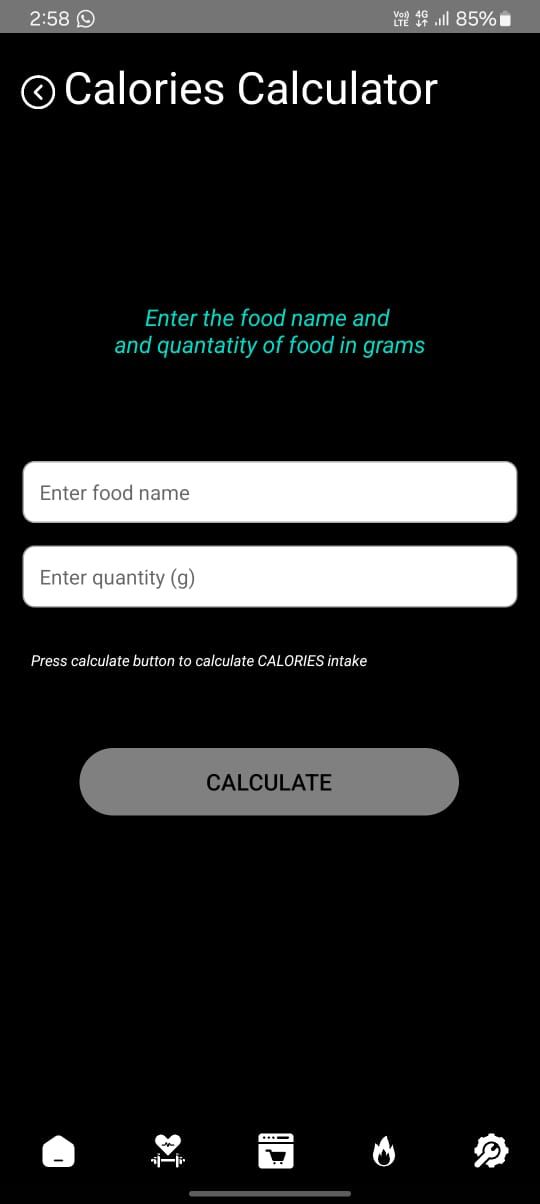 2:58
Vo)) 4G 85%
LTE
Calories Calculator
Enter the food name and
and quantatity of food in grams
Enter food name
Enter quantity (g)
Press calculate button to calculate CALORIES intake
CALCULATE